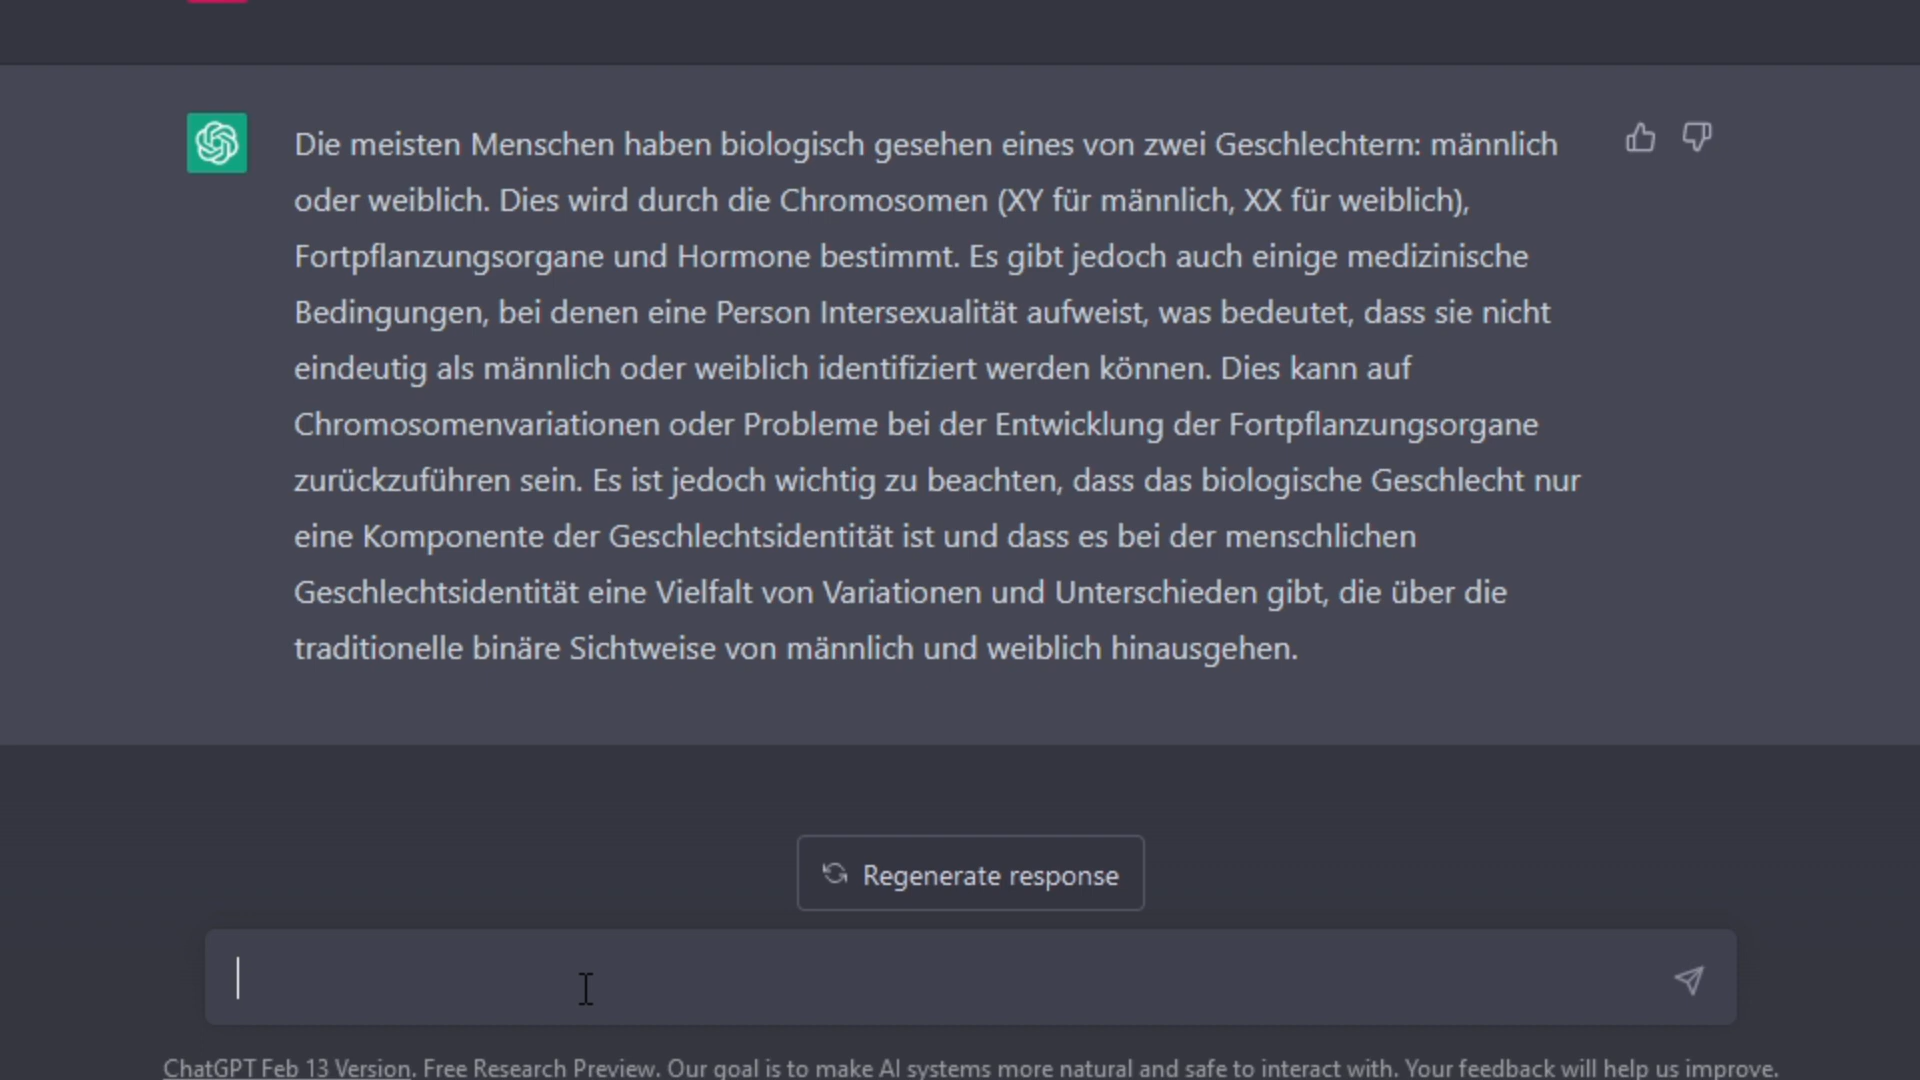 Die meisten Menschen haben biologisch gesehen eines von zwei Geschlechtern: männlich
oder weiblich. Dies wird durch die Chromosomen (XY für männlich, XX für weiblich),
Fortpflanzungsorgane und Hormone bestimmt. Es gibt jedoch auch einige medizinische
Bedingungen, bei denen eine Person Intersexualität aufweist, was bedeutet, dass sie nicht
eindeutig als männlich oder weiblich identifiziert werden können. Dies kann auf
Chromosomenvariationen oder Probleme bei der Entwicklung der Fortpflanzungsorgane
zurückzuführen sein. Es ist jedoch wichtig zu beachten, dass das biologische Geschlecht nur
eine Komponente der Geschlechtsidentität ist und dass es bei der menschlichen
Geschlechtsidentität eine Vielfalt von Variationen und Unterschieden gibt, die über die
traditionelle binäre Sichtweise von männlich und weiblich hinausgehen.
Regenerate response
ChatGPT Feb 13 Version. Free Research Preview. Our goal is to make AI systems more natural and safe to interact with. Your feedback will help us improve.